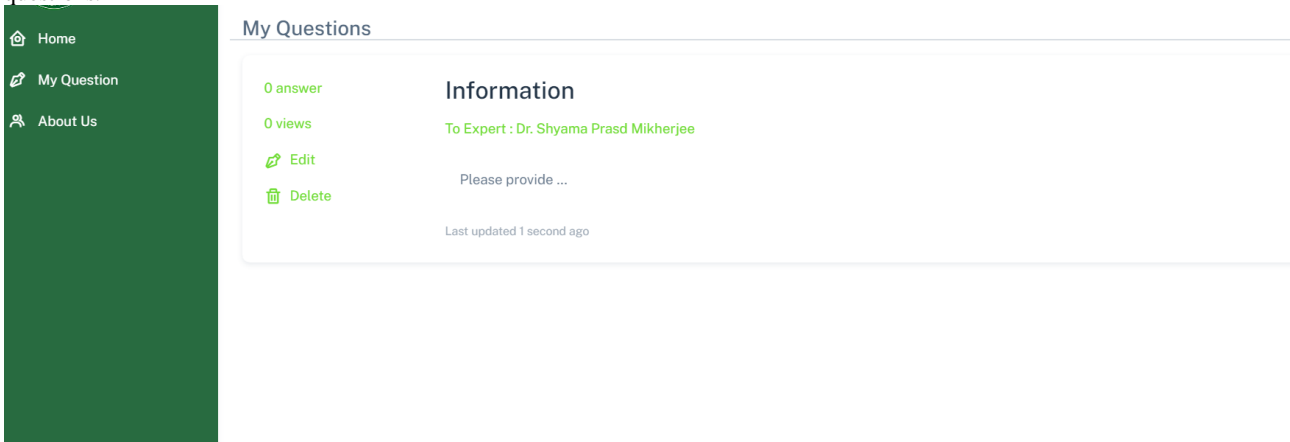 Home
My Question
About Us
My Questions
0 answer
0 views
Edit
Delete
Information
To Expert : Dr. Shyama Prasd Mikherjee
Please provide ...
Last updated 1 second ago